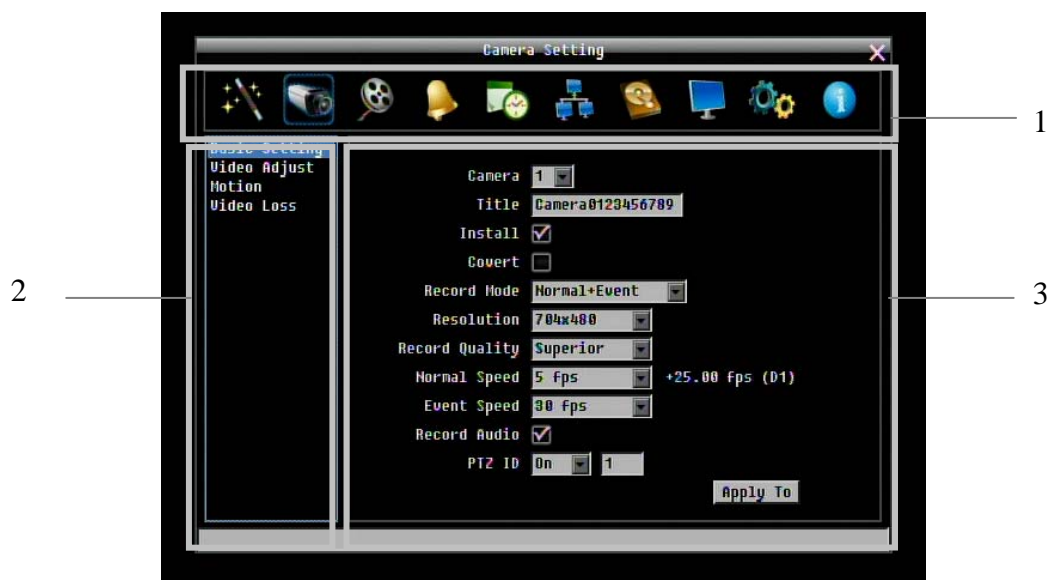 Camera Setting
1
Basic Setting
Video Adjust
Motion
Video Loss
2
Camera 1
Title Camera0123456789
Install
Covert
Record Mode Normal+Event
Resolution 704x480
Record Quality Superior
Normal Speed 5 fps +25.00 fps (D1)
Event Speed 30 fps
Record Audio
PTZ ID On 1
Apply To
3